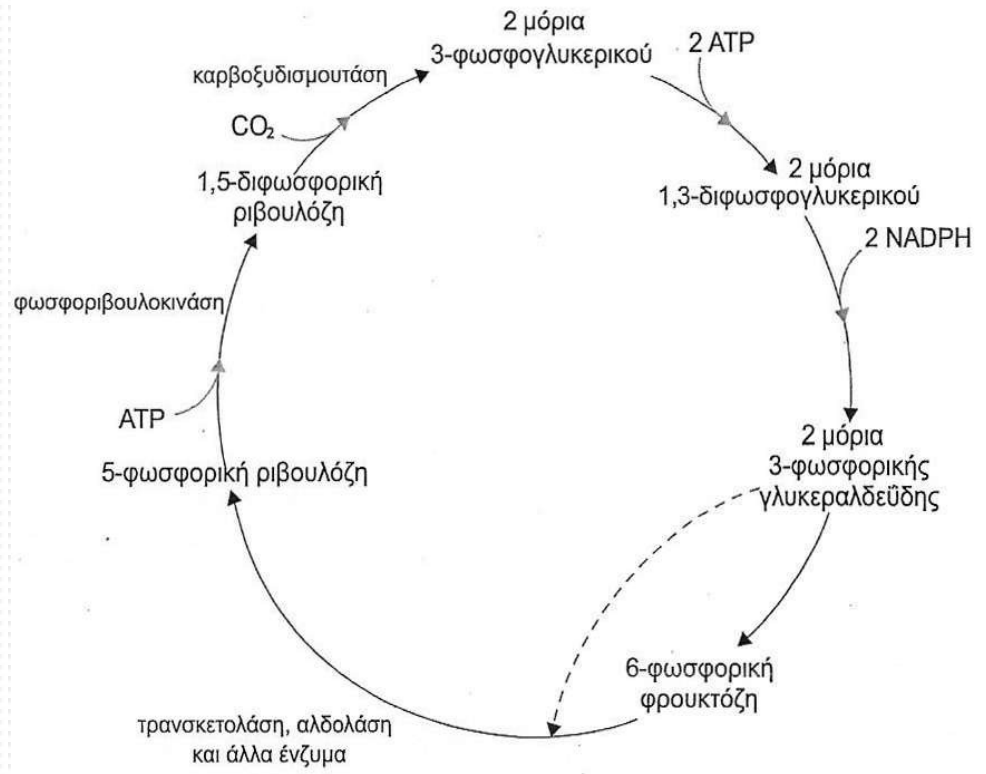 2 μόρια
3-φωσφογλυκερικού
2 ATP
2 μόρια
1,3-διφωσφογλυκερικού
2 NADPH
2 μόρια
3-φωσφορικής
γλυκεραλδεΰδης
6-φωσφορική
φρουκτόζη
τρανσκετολάση, αλδολάση
και άλλα ένζυμα
5-φωσφορική ριβουλόζη
ATP
φωσφοριβουλοκινάση
1,5-διφωσφορική
ριβουλόζη
CO₂
καρβοξυδισμουτάση